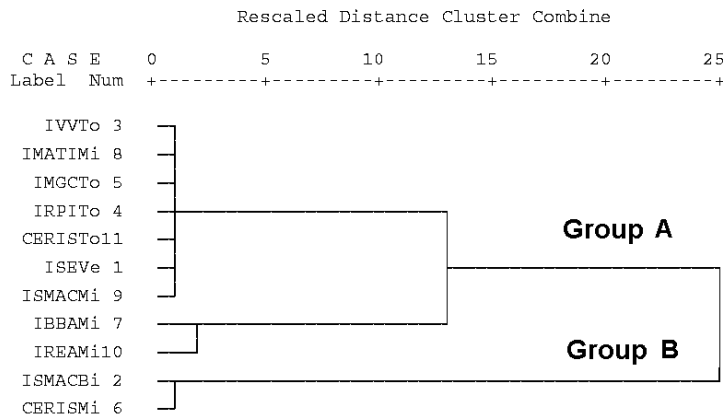 Rescaled Distance Cluster Combine
C A S E 0 5 10 15 20 25
Label Num +---------+---------+---------+---------+---------+
IVVTo 3
IMATIMi 8
IMGCTo 5
IRPITo 4
Group A
CERISTo11
ISEVe 1
ISMACMi 9
IBBAMi 7
Group B
IREAMi10
ISMACBi 2
CERISMi 6